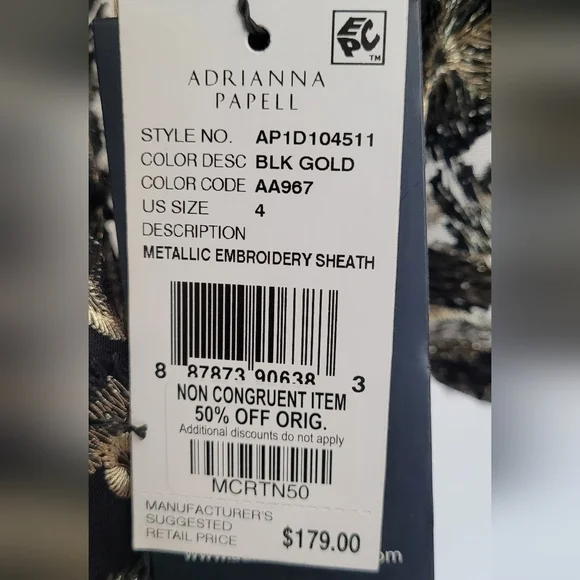 EPC
TM
ADRIANNA
PAPELL
STYLE NO. AP1D104511
COLOR DESC BLK GOLD
COLOR CODE AA967
US SIZE 4
DESCRIPTION
METALLIC EMBROIDERY SHEATH
8 87873 90638 3
NON CONGRUENT ITEM
50% OFF ORIG.
Additional discounts do not apply
MCRTN50
MANUFACTURER'S
SUGGESTED
RETAIL PRICE $179.00
www.
om